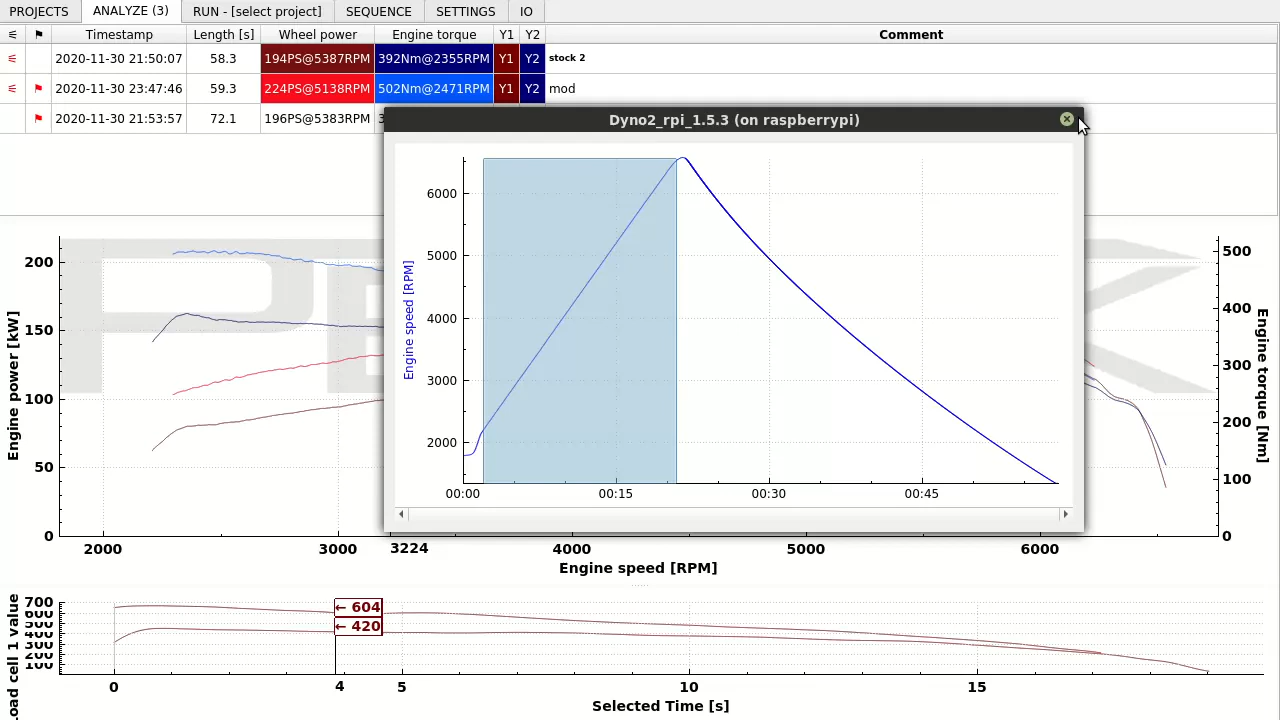 PROJECTS ANALYZE (3) RUN - [select project] SEQUENCE SETTINGS IO
Timestamp Length [s] Wheel power Engine torque Y1 Y2 Comment
2020-11-30 21:50:07 58.3 194PS@5387RPM 392Nm@2355RPM Y1 Y2 stock 2
2020-11-30 23:47:46 59.3 224PS@5138RPM 502Nm@2471RPM Y1 Y2 mod
2020-11-30 21:53:57 72.1 196PS@5383RPM 3
Dyno2_rpi_1.5.3 (on raspberrypi)
Engine speed [RPM]
6000
5000
4000
3000
2000
00:00 00:15 00:30 00:45
Engine power [kW]
200
150
100
50
0
500
400
300
200
100
0
Engine torque [Nm]
2000 3000 3224 4000 5000 6000
Engine speed [RPM]
oad cell 1 value
700
600
400
300
200
100
← 604
← 420
0 4 5 10 15
Selected Time [s]